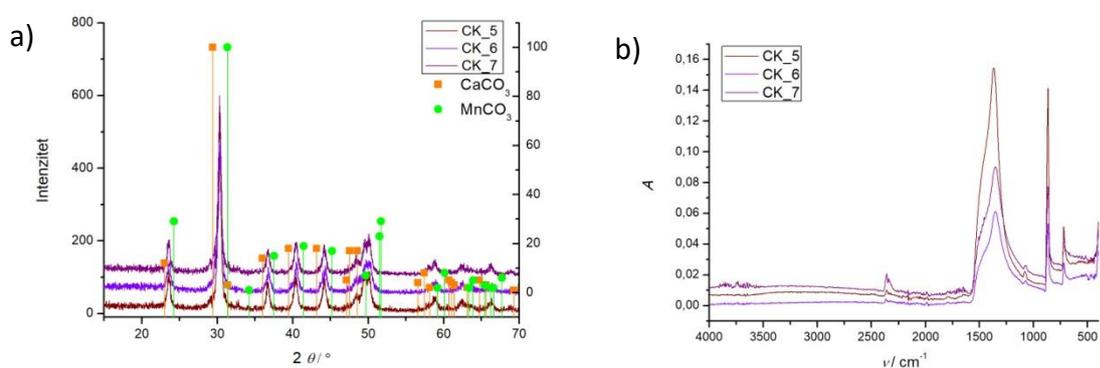 a)
800
600
400
200
0
Intenzitet
20
30
40
50
60
70
2 θ / °
100
80
60
40
20
0
CK_5
CK_6
CK_7
CaCO3
MnCO3
b)
0,16
0,14
0,12
0,10
0,08
0,06
0,04
0,02
0,00
A
4000
3500
3000
2500
2000
1500
1000
500
ν / cm-1
CK_5
CK_6
CK_7